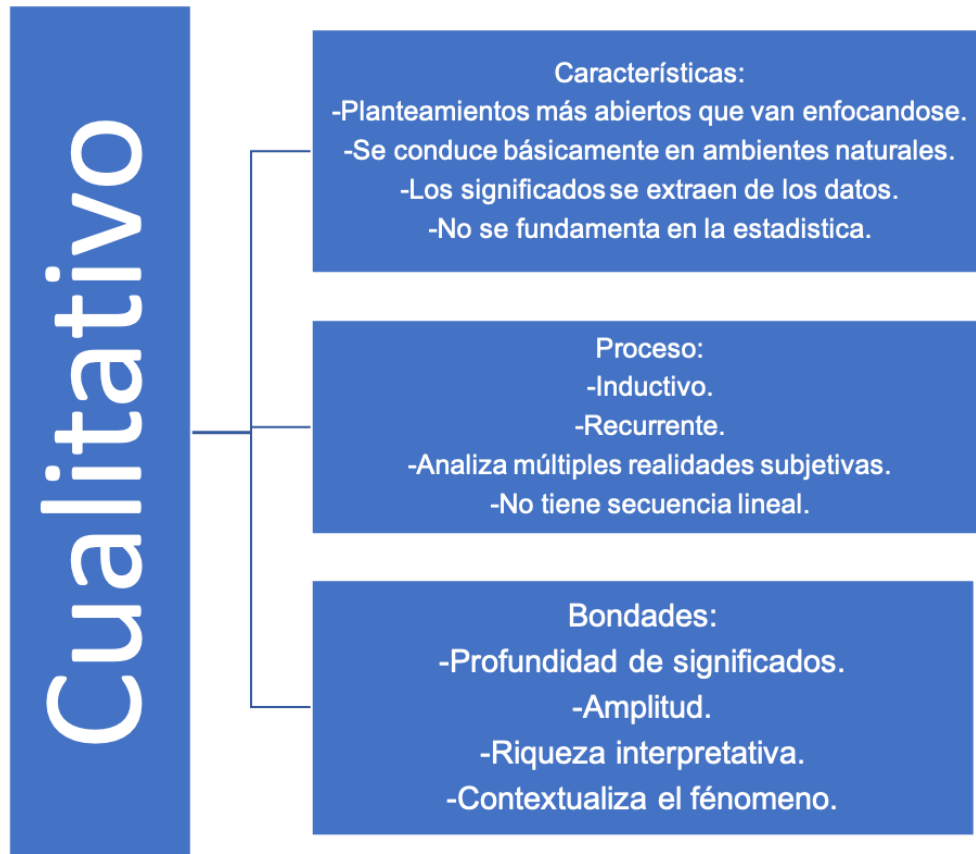 Cualitativo
Características:
-Planteamientos más abiertos que van enfocandose.
-Se conduce básicamente en ambientes naturales.
-Los significados se extraen de los datos.
-No se fundamenta en la estadistica.
Proceso:
-Inductivo.
-Recurrente.
-Analiza múltiples realidades subjetivas.
-No tiene secuencia lineal.
Bondades:
-Profundidad de significados.
-Amplitud.
-Riqueza interpretativa.
-Contextualiza el fénomeno.